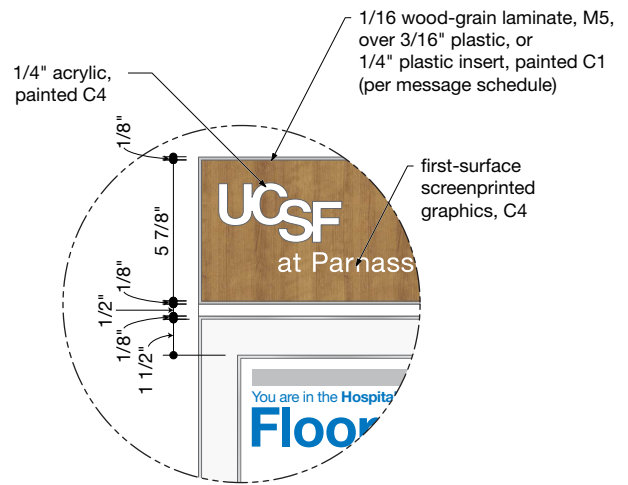 1/16 wood-grain laminate, M5,
over 3/16" plastic, or
1/4" plastic insert, painted C1
(per message schedule)
1/4" acrylic,
painted C4
first-surface
screenprinted
graphics, C4
1/8"
5 7/8"
1/8"
1/2"
1/8"
1 1/2"
UCSF
at Parnass
You are in the Hospita
Floor